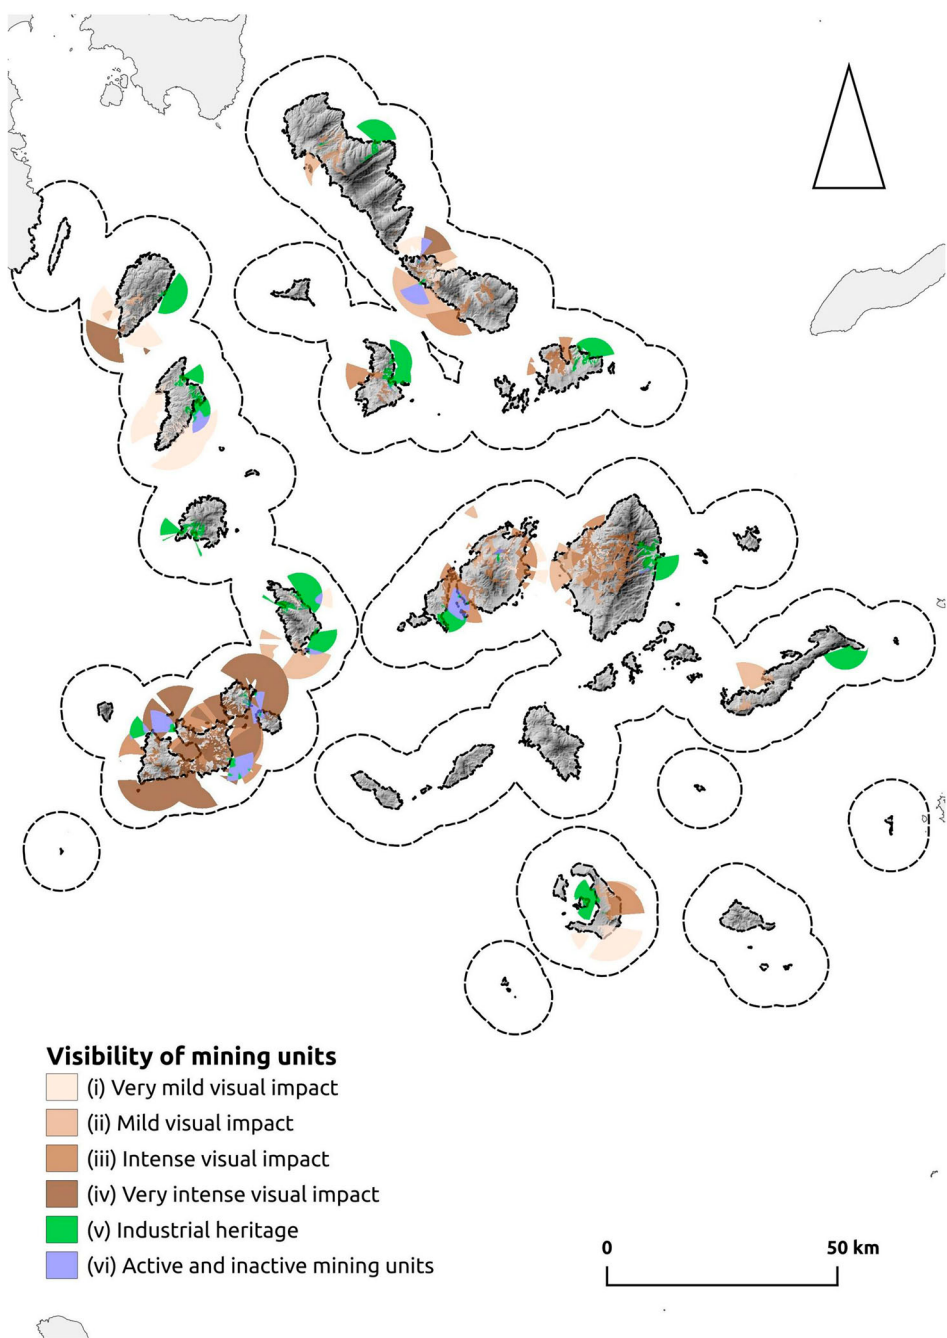 Visibility of mining units
(i) Very mild visual impact
(ii) Mild visual impact
(iii) Intense visual impact
(iv) Very intense visual impact
(v) Industrial heritage
(vi) Active and inactive mining units
0 50 km